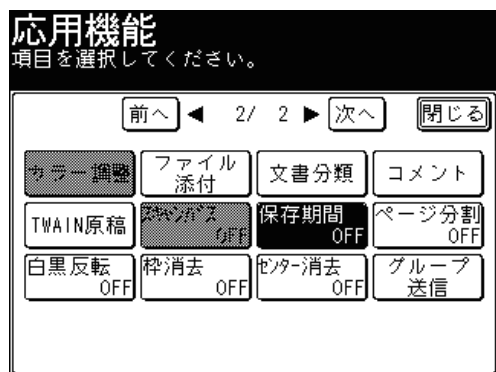 応用機能
項目を選択してください。
前へ ◀ 2/ 2 ▶ 次へ 閉じる
カラー調整
ファイル
添付
文書分類
コメント
TWAIN原稿
ｽｷｬﾝﾊﾟｽ
OFF
保存期間
OFF
ページ分割
OFF
白黒反転
OFF
枠消去
OFF
ｾﾝﾀｰ消去
OFF
グループ
送信